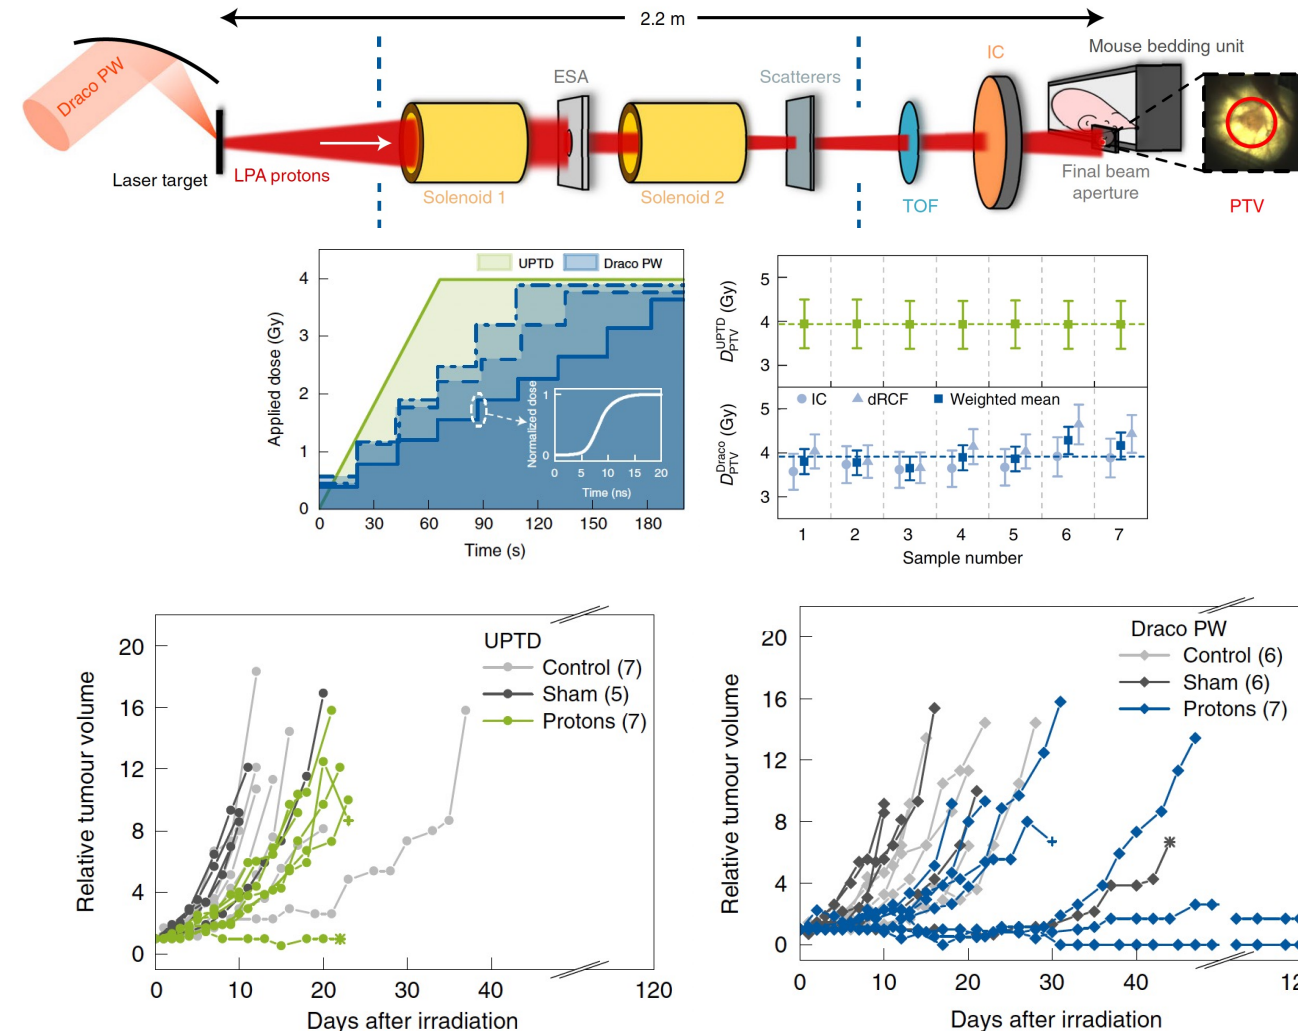 2.2 m
Draco PW
Laser target
LPA protons
Solenoid 1
ESA
Solenoid 2
Scatterers
TOF
IC
Mouse bedding unit
Final beam
aperture
PTV
UPTD
Draco PW
Applied dose (Gy)
4
3
2
1
0
0 30 60 90 120 150 180
Time (s)
Normalized dose
1
0
0 5 10 15 20
Time (ns)
D UPTD PTV (Gy)
5
4
3
IC dRCF Weighted mean
D Draco PTV (Gy)
5
4
3
1 2 3 4 5 6 7
Sample number
UPTD
Control (7)
Sham (5)
Protons (7)
Relative tumour volume
20
16
12
8
4
0
0 10 20 30 40 120
Days after irradiation
Draco PW
Control (6)
Sham (6)
Protons (7)
Relative tumour volume
20
16
12
8
4
0
0 10 20 30 40 12
Days after irradiation